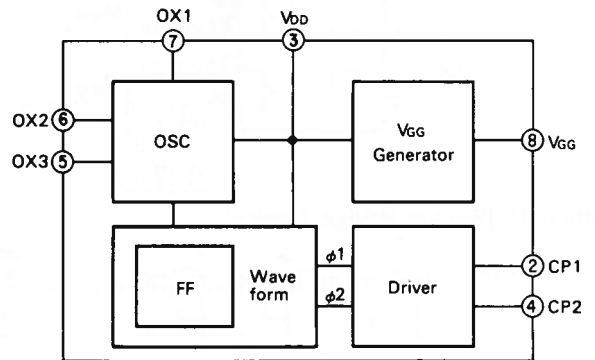 OX1
VDD
7
3
OX2
6
OX3
5
OSC
VGG
Generator
8
VGG
FF
Wave
form
ϕ1
ϕ2
Driver
2
CP1
4
CP2